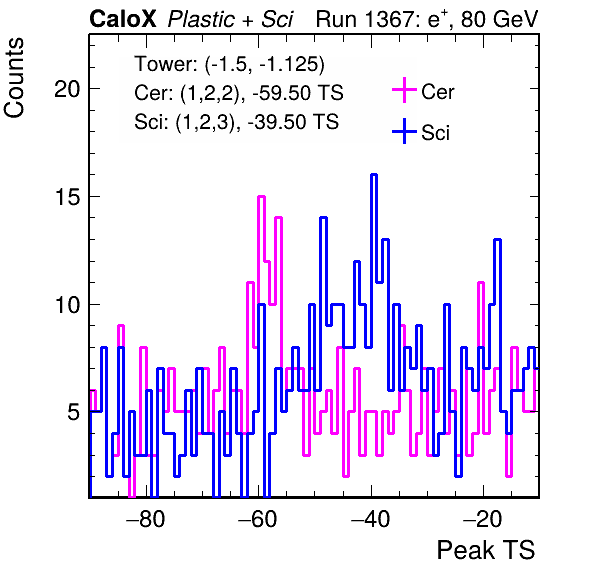 CaloX Plastic + Sci Run 1367: e⁺, 80 GeV
Counts
Tower: (-1.5, -1.125)
Cer: (1,2,2), -59.50 TS
Sci: (1,2,3), -39.50 TS
Cer
Sci
20
15
10
5
−80 −60 −40 −20
Peak TS